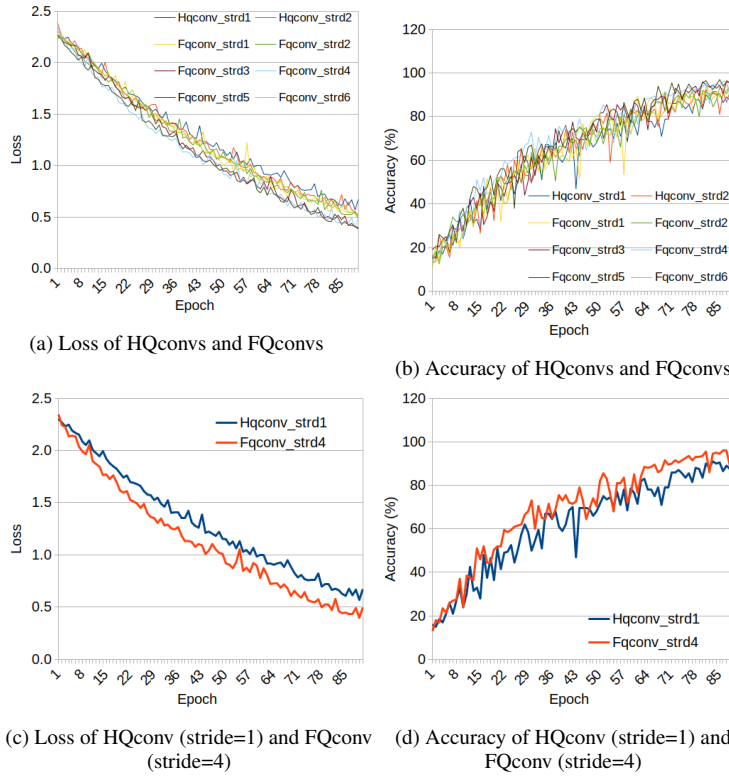 2.5
2.0
1.5
1.0
0.5
0.0
Loss
Hqconv_strd1 Hqconv_strd2
Fqconv_strd1 Fqconv_strd2
Fqconv_strd3 Fqconv_strd4
Fqconv_strd5 Fqconv_strd6
1 8 15 22 29 36 43 50 57 64 71 78 85
Epoch
(a) Loss of HQconvs and FQconvs
120
100
80
60
40
20
0
Accuracy (%)
Hqconv_strd1 Hqconv_strd2
Fqconv_strd1 Fqconv_strd2
Fqconv_strd3 Fqconv_strd4
Fqconv_strd5 Fqconv_strd6
1 8 15 22 29 36 43 50 57 64 71 78 85
Epoch
(b) Accuracy of HQconvs and FQconvs
2.5
2.0
1.5
1.0
0.5
0.0
Loss
Hqconv_strd1
Fqconv_strd4
1 8 15 22 29 36 43 50 57 64 71 78 85
Epoch
(c) Loss of HQconv (stride=1) and FQconv
(stride=4)
120
100
80
60
40
20
0
Accuracy (%)
Hqconv_strd1
Fqconv_strd4
1 8 15 22 29 36 43 50 57 64 71 78 85
Epoch
(d) Accuracy of HQconv (stride=1) and
FQconv (stride=4)